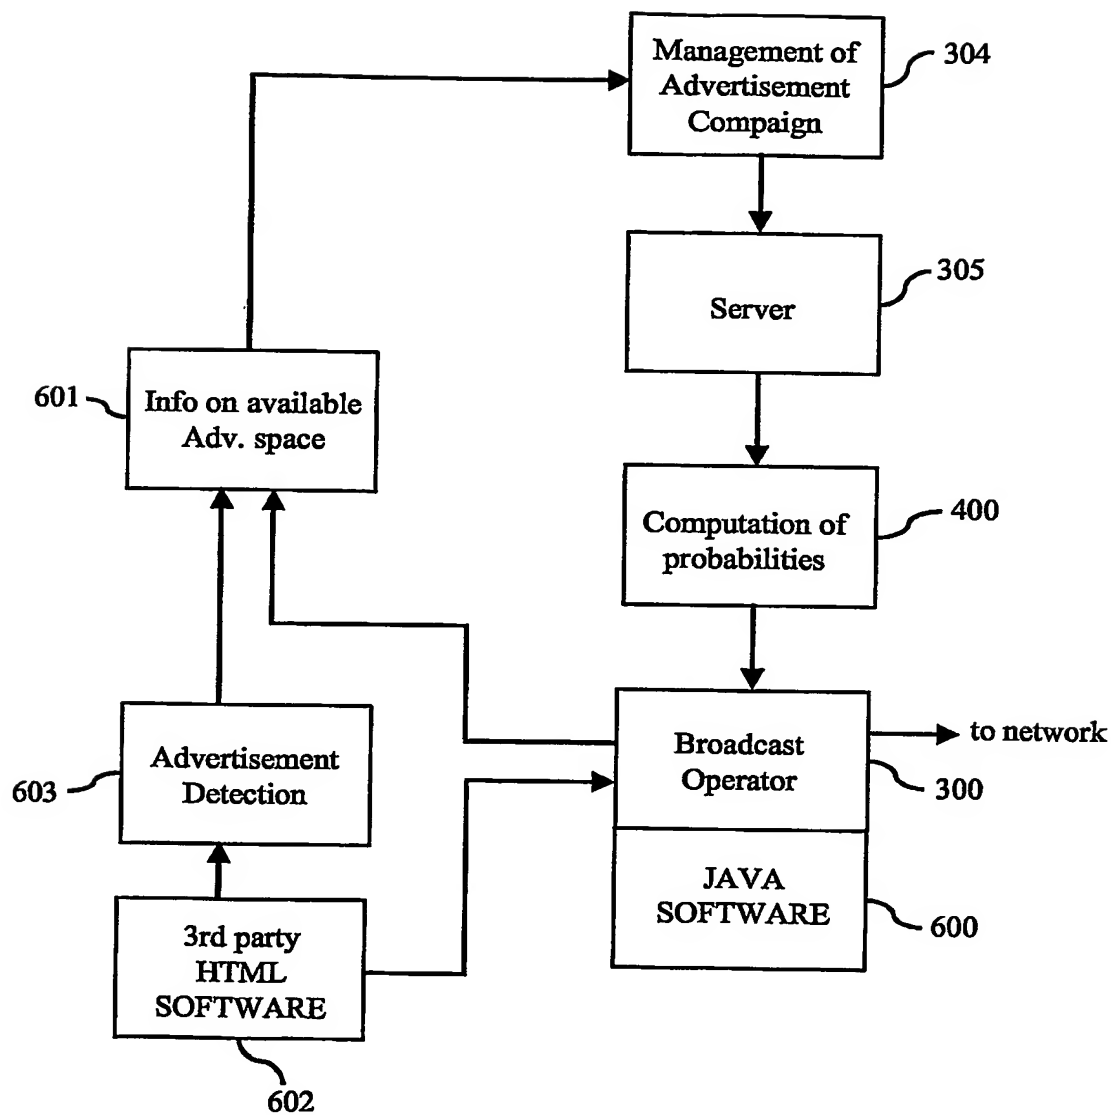 Management of
Advertisement
Compaign
304
Server
305
601
Info on available
Adv. space
Computation of
probabilities
400
603
Advertisement
Detection
Broadcast
Operator
to network
300
JAVA
SOFTWARE
600
3rd party
HTML
SOFTWARE
602